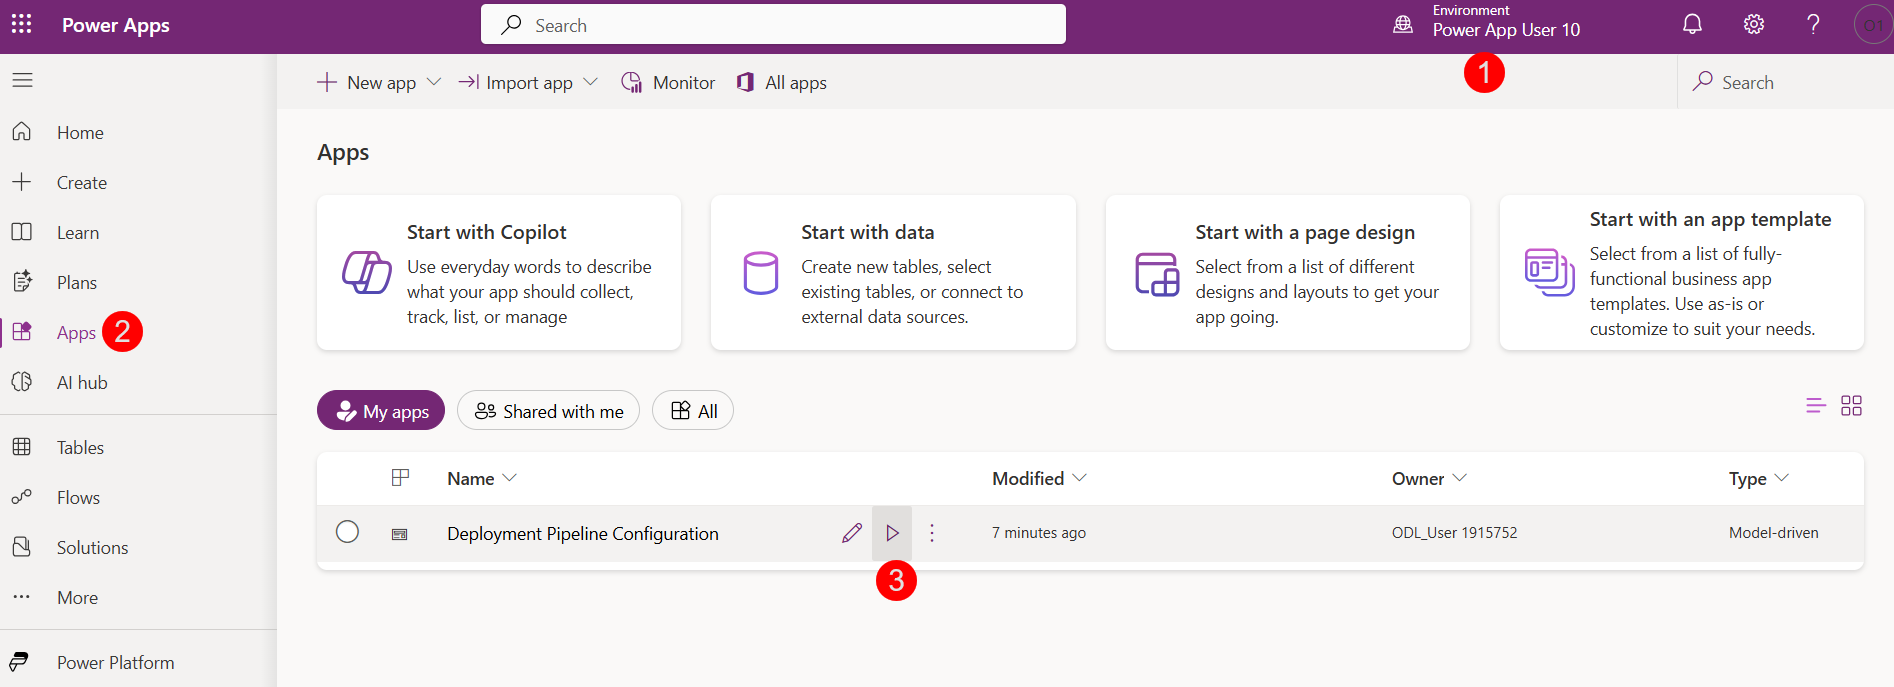 Power Apps
Search
Environment
Power App User 10
?
O1
1
New app
Import app
Monitor
All apps
Search
Home
Create
Learn
Plans
Apps
2
AI hub
Tables
Flows
Solutions
More
Power Platform
Apps
Start with Copilot
Use everyday words to describe
what your app should collect,
track, list, or manage
Start with data
Create new tables, select
existing tables, or connect to
external data sources.
Start with a page design
Select from a list of different
designs and layouts to get your
app going.
Start with an app template
Select from a list of fully-
functional business app
templates. Use as-is or
customize to suit your needs.
My apps
Shared with me
All
Name
Modified
Owner
Type
Deployment Pipeline Configuration
7 minutes ago
ODL_User 1915752
Model-driven
3